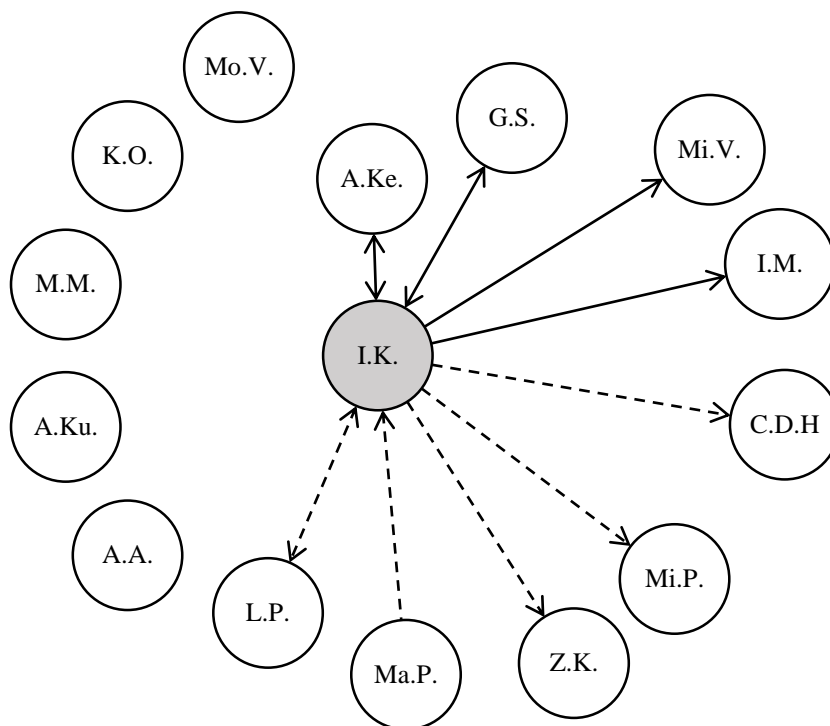 Mo.V.
G.S.
K.O.
Mi.V.
A.Ke.
I.M.
M.M.
I.K.
A.Ku.
C.D.H
A.A.
Mi.P.
L.P.
Z.K.
Ma.P.